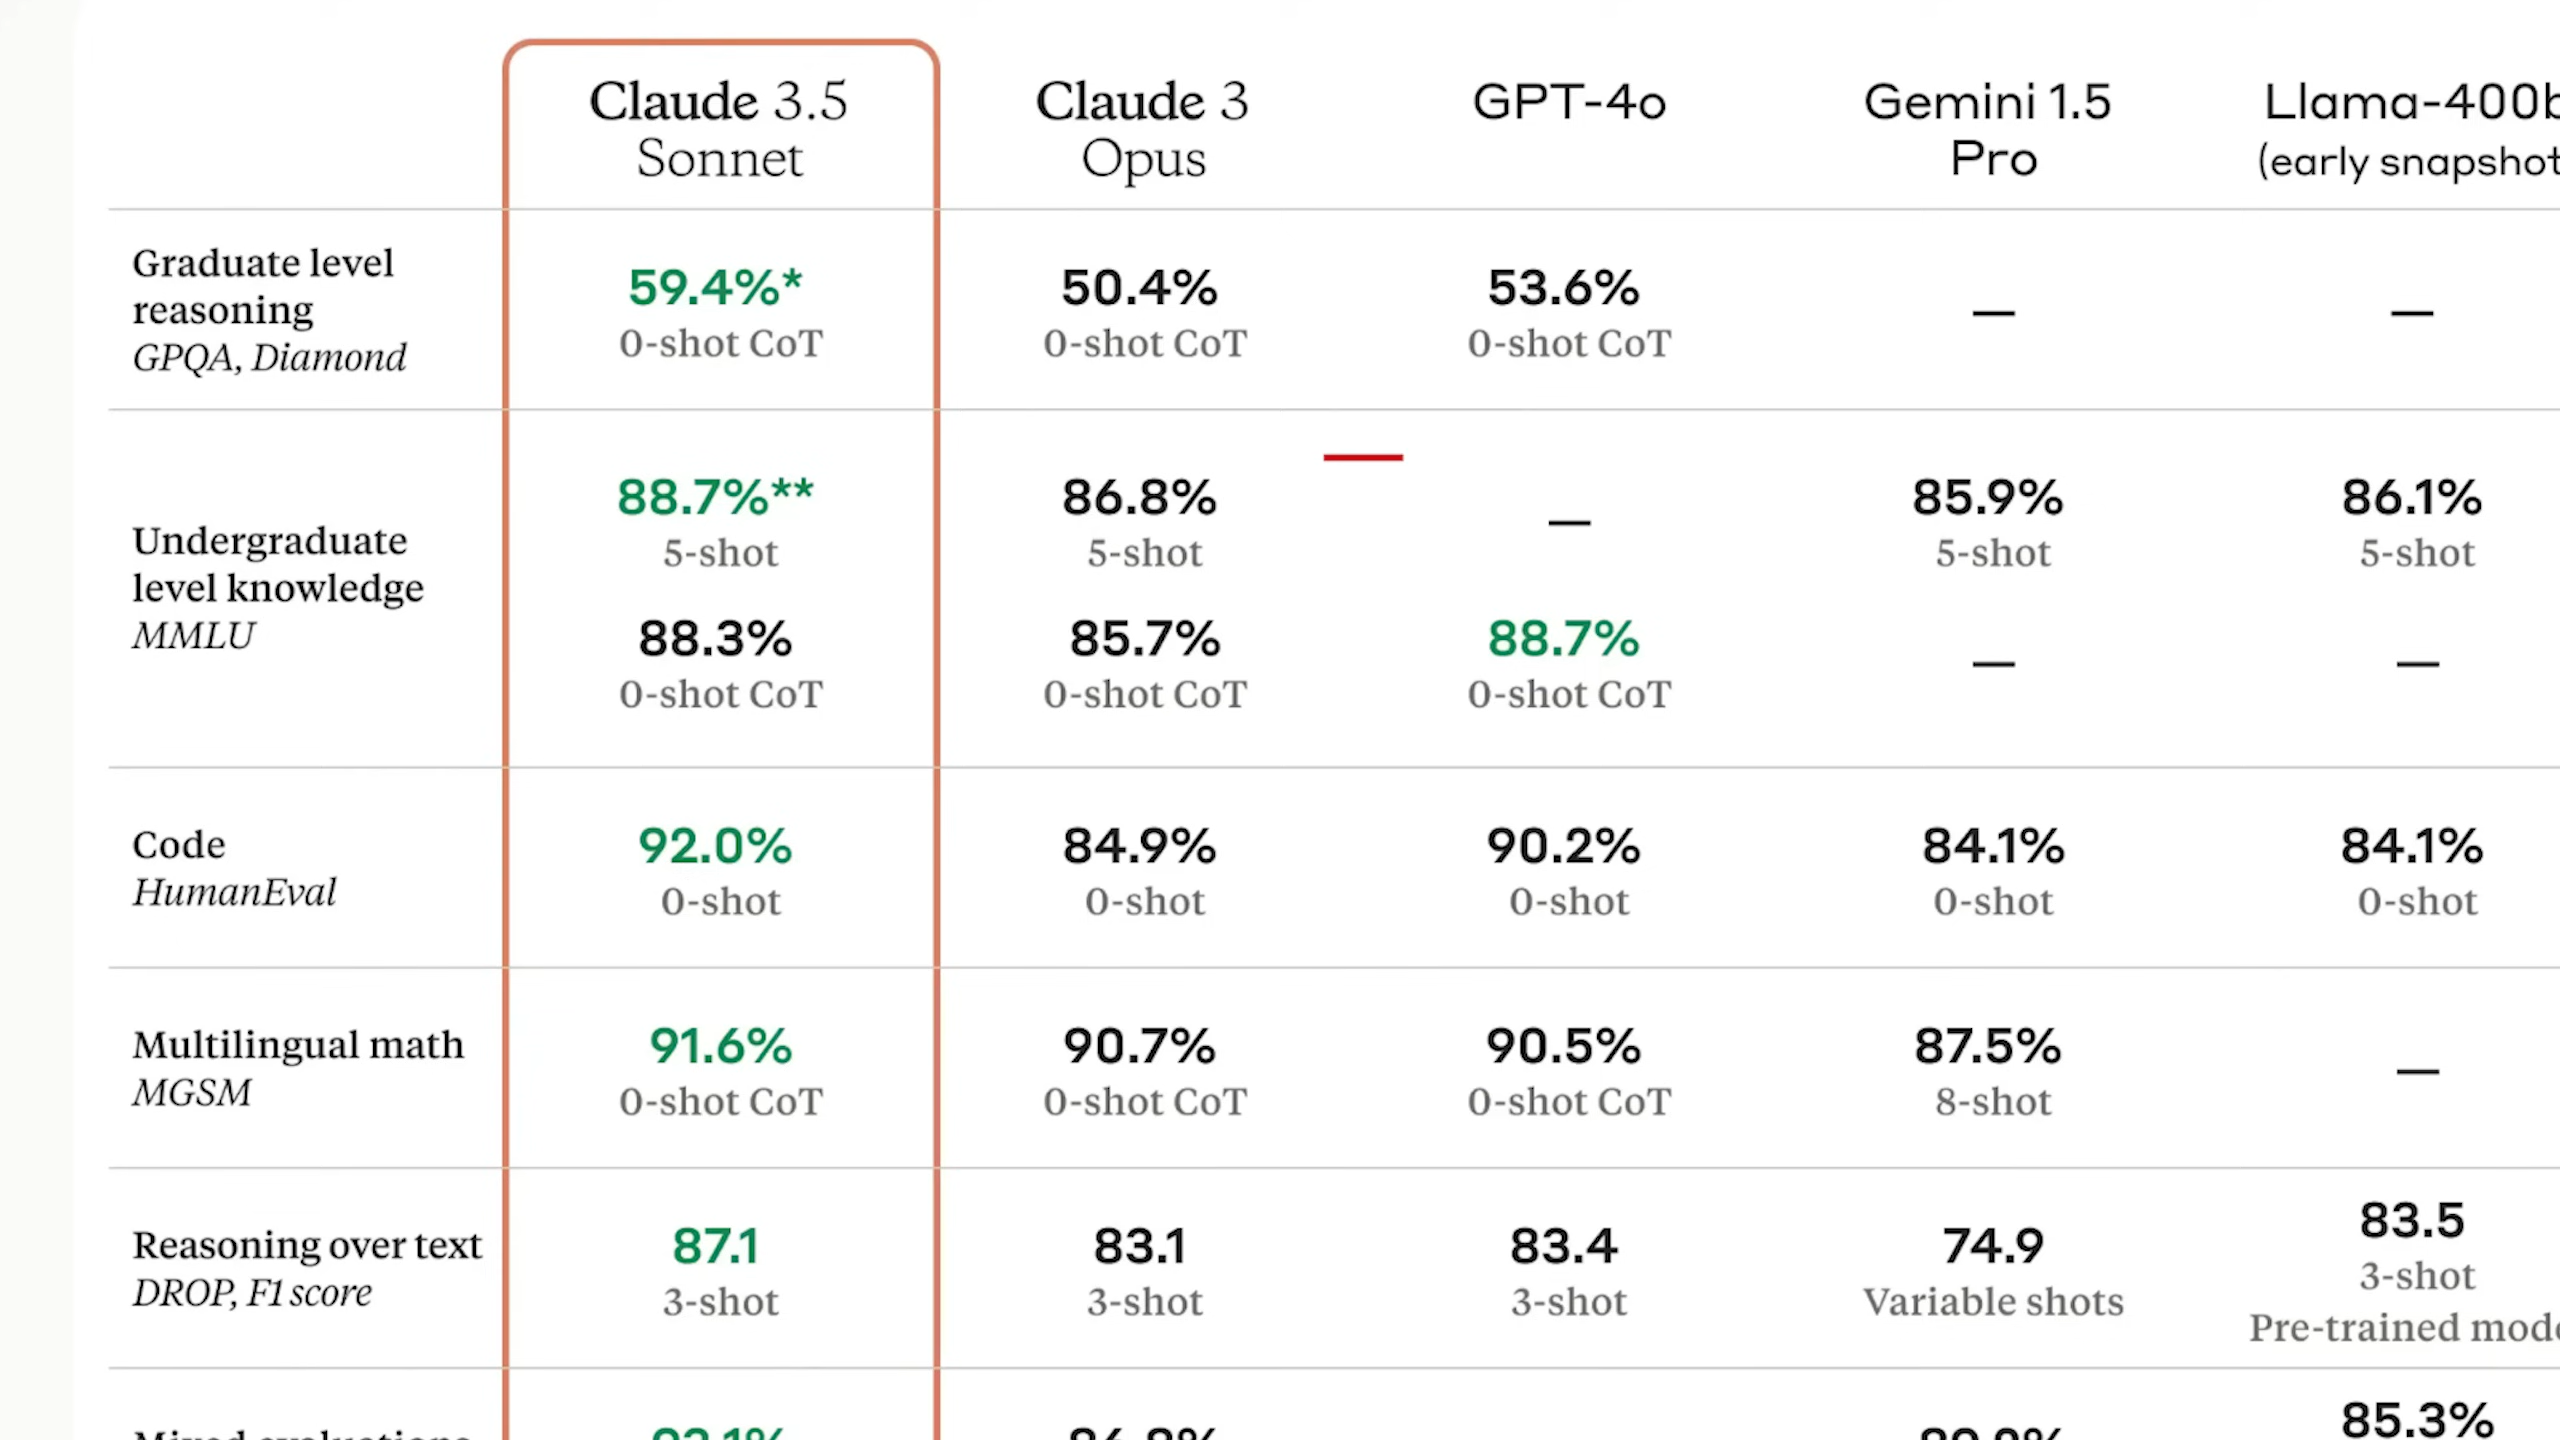 Claude 3.5
Sonnet
Claude 3
Opus
GPT-4o
Gemini 1.5
Pro
Llama-400b
(early snapshot
Graduate level
reasoning
GPQA, Diamond
59.4%*
0-shot CoT
50.4%
0-shot CoT
53.6%
0-shot CoT
—
—
Undergraduate
level knowledge
MMLU
88.7%**
5-shot
86.8%
5-shot
—
85.9%
5-shot
86.1%
5-shot
88.3%
0-shot CoT
85.7%
0-shot CoT
88.7%
0-shot CoT
—
—
Code
HumanEval
92.0%
0-shot
84.9%
0-shot
90.2%
0-shot
84.1%
0-shot
84.1%
0-shot
Multilingual math
MGSM
91.6%
0-shot CoT
90.7%
0-shot CoT
90.5%
0-shot CoT
87.5%
8-shot
—
Reasoning over text
DROP, F1 score
87.1
3-shot
83.1
3-shot
83.4
3-shot
74.9
Variable shots
83.5
3-shot
Pre-trained
Mixed evaluations
85.3%